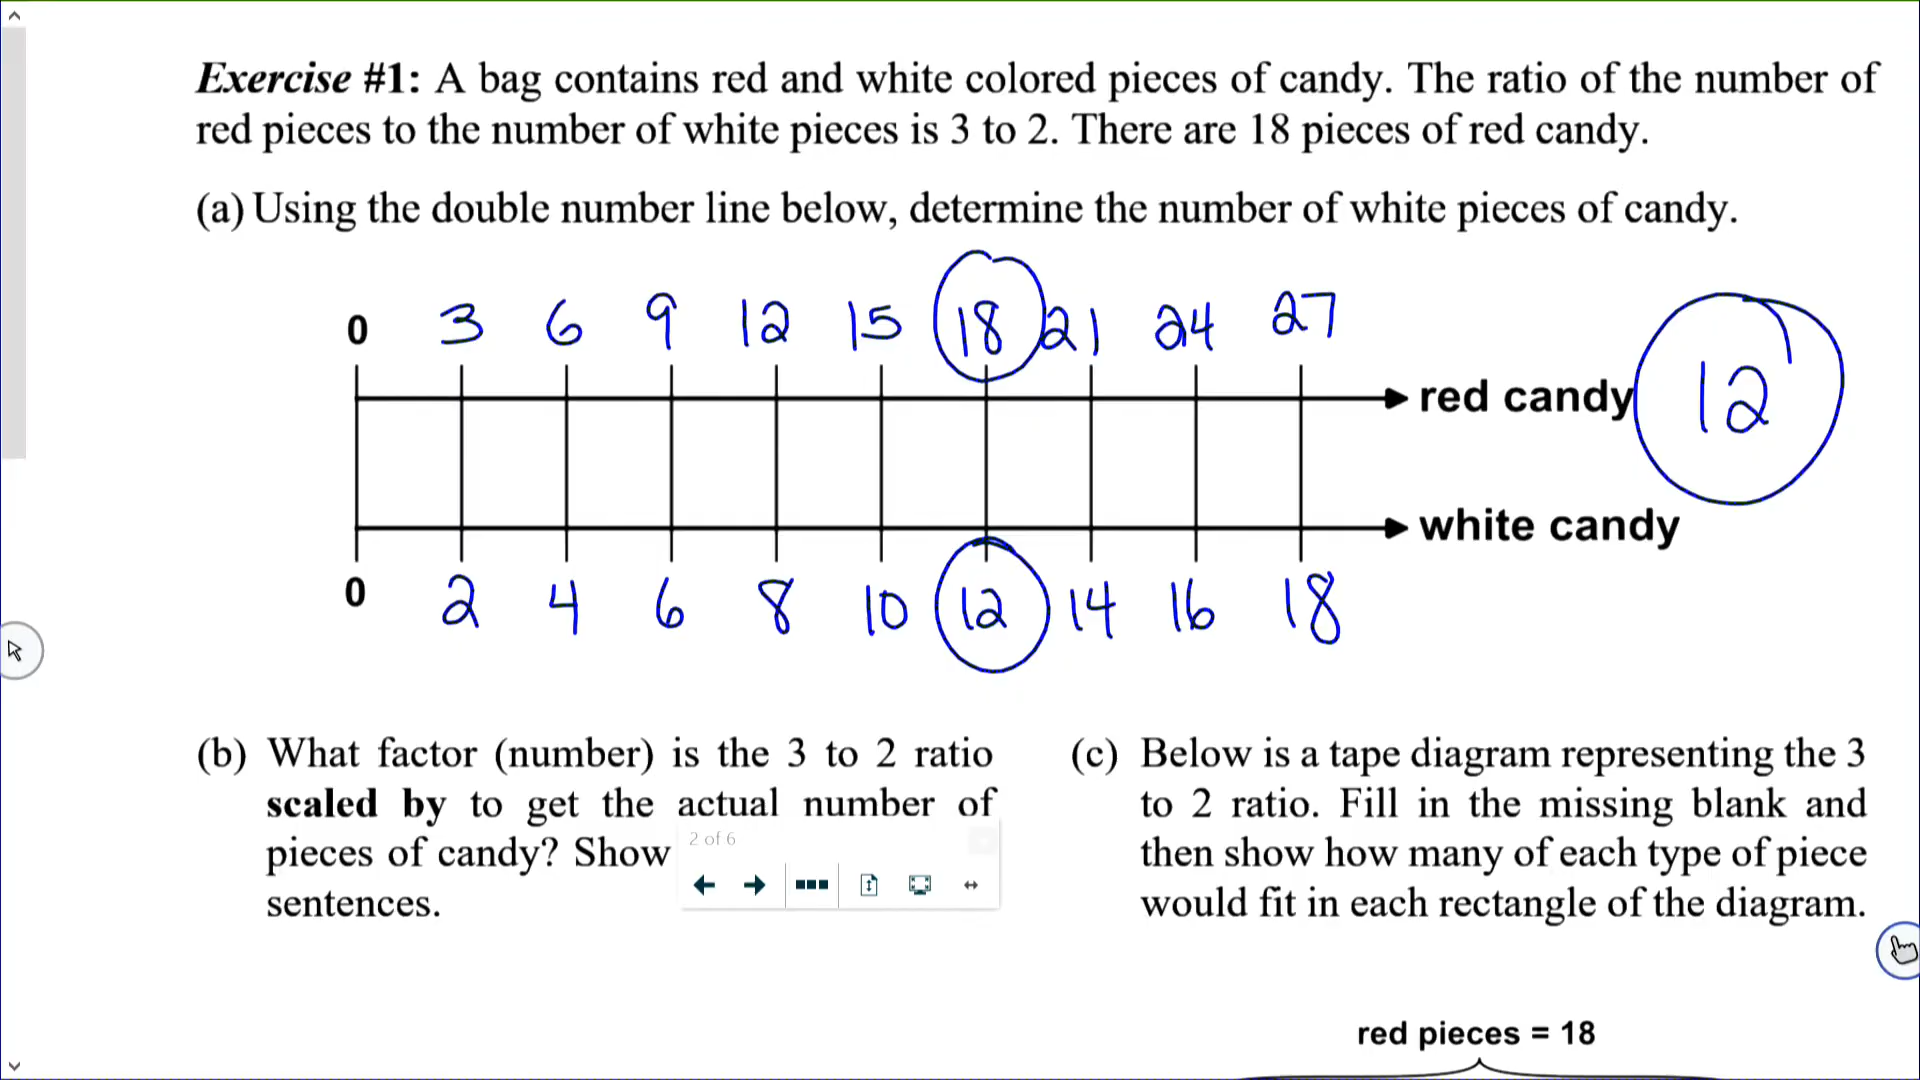 Exercise #1: A bag contains red and white colored pieces of candy. The ratio of the number of
red pieces to the number of white pieces is 3 to 2. There are 18 pieces of red candy.
(a) Using the double number line below, determine the number of white pieces of candy.
0 3 6 9 12 15 18 21 24 27
red candy 12
white candy
0 2 4 6 8 10 12 14 16 18
(b) What factor (number) is the 3 to 2 ratio
scaled by to get the actual number of
pieces of candy? Show
sentences.
2 of 6
(c) Below is a tape diagram representing the 3
to 2 ratio. Fill in the missing blank and
then show how many of each type of piece
would fit in each rectangle of the diagram.
red pieces = 18